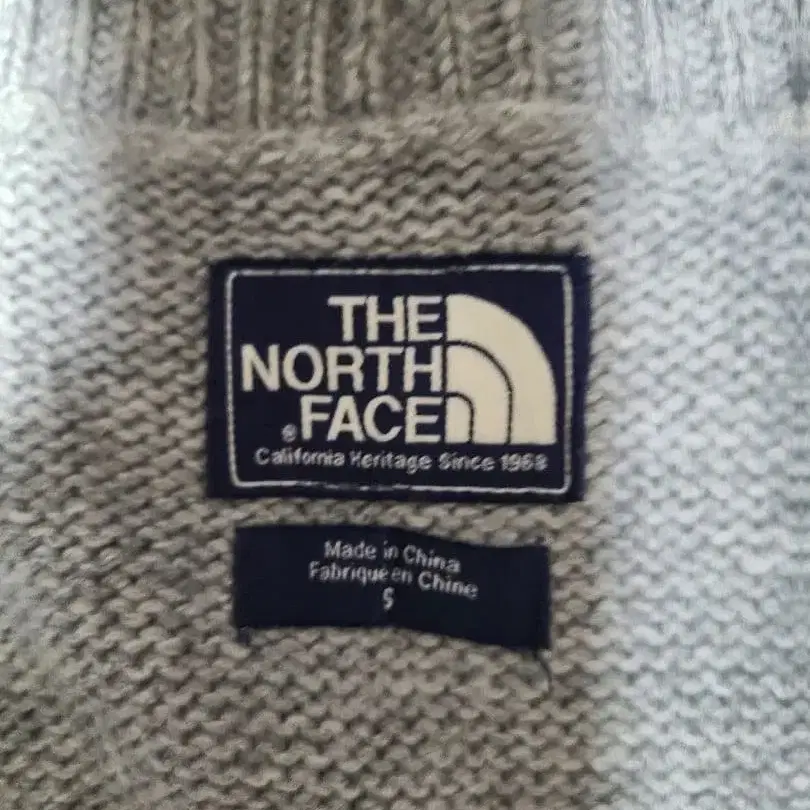 THE
NORTH
® FACE
California Heritage Since 1968
Made in China
Fabriqué en Chine
S